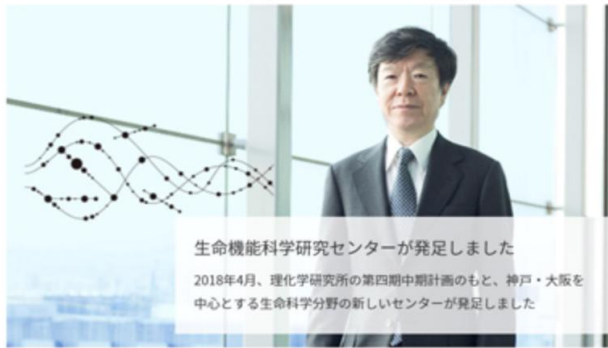 生命機能科学研究センターが発足しました
2018年4月、理化学研究所の第四期中期計画のもと、神戸・大阪を
中心とする生命科学分野の新しいセンターが発足しました